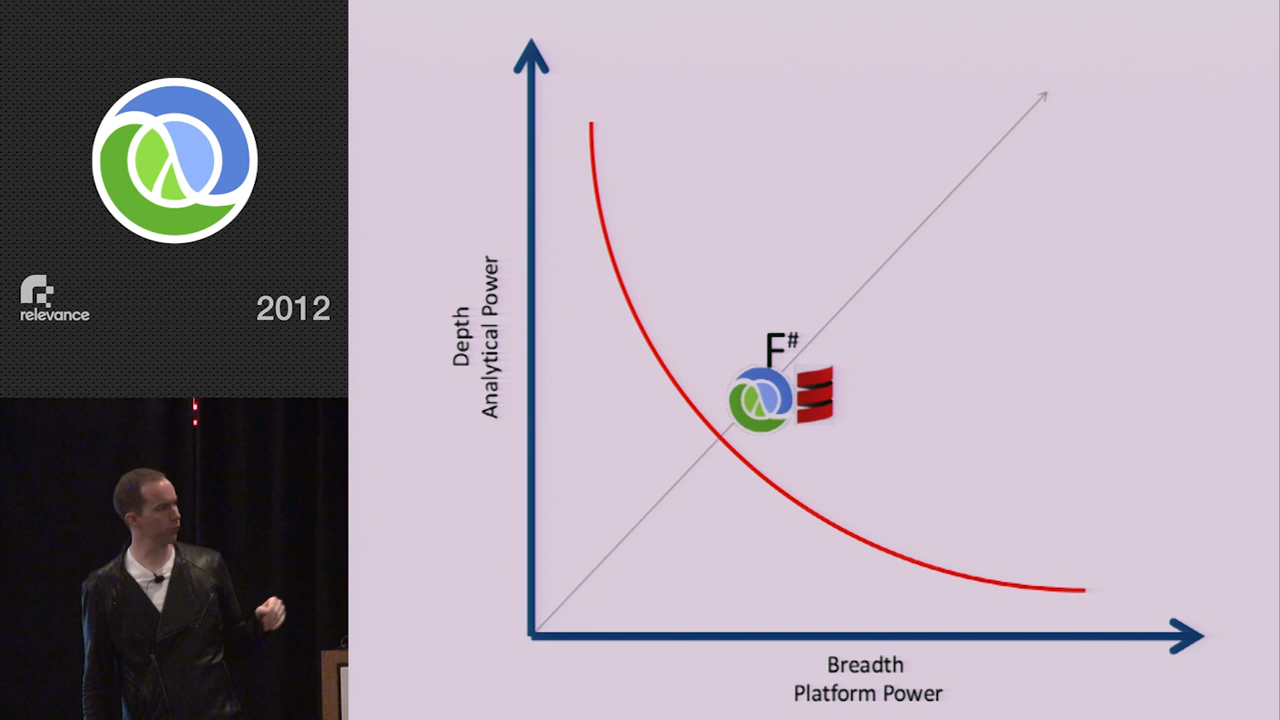 relevance
2012
Depth
Analytical Power
F#
Breadth
Platform Power